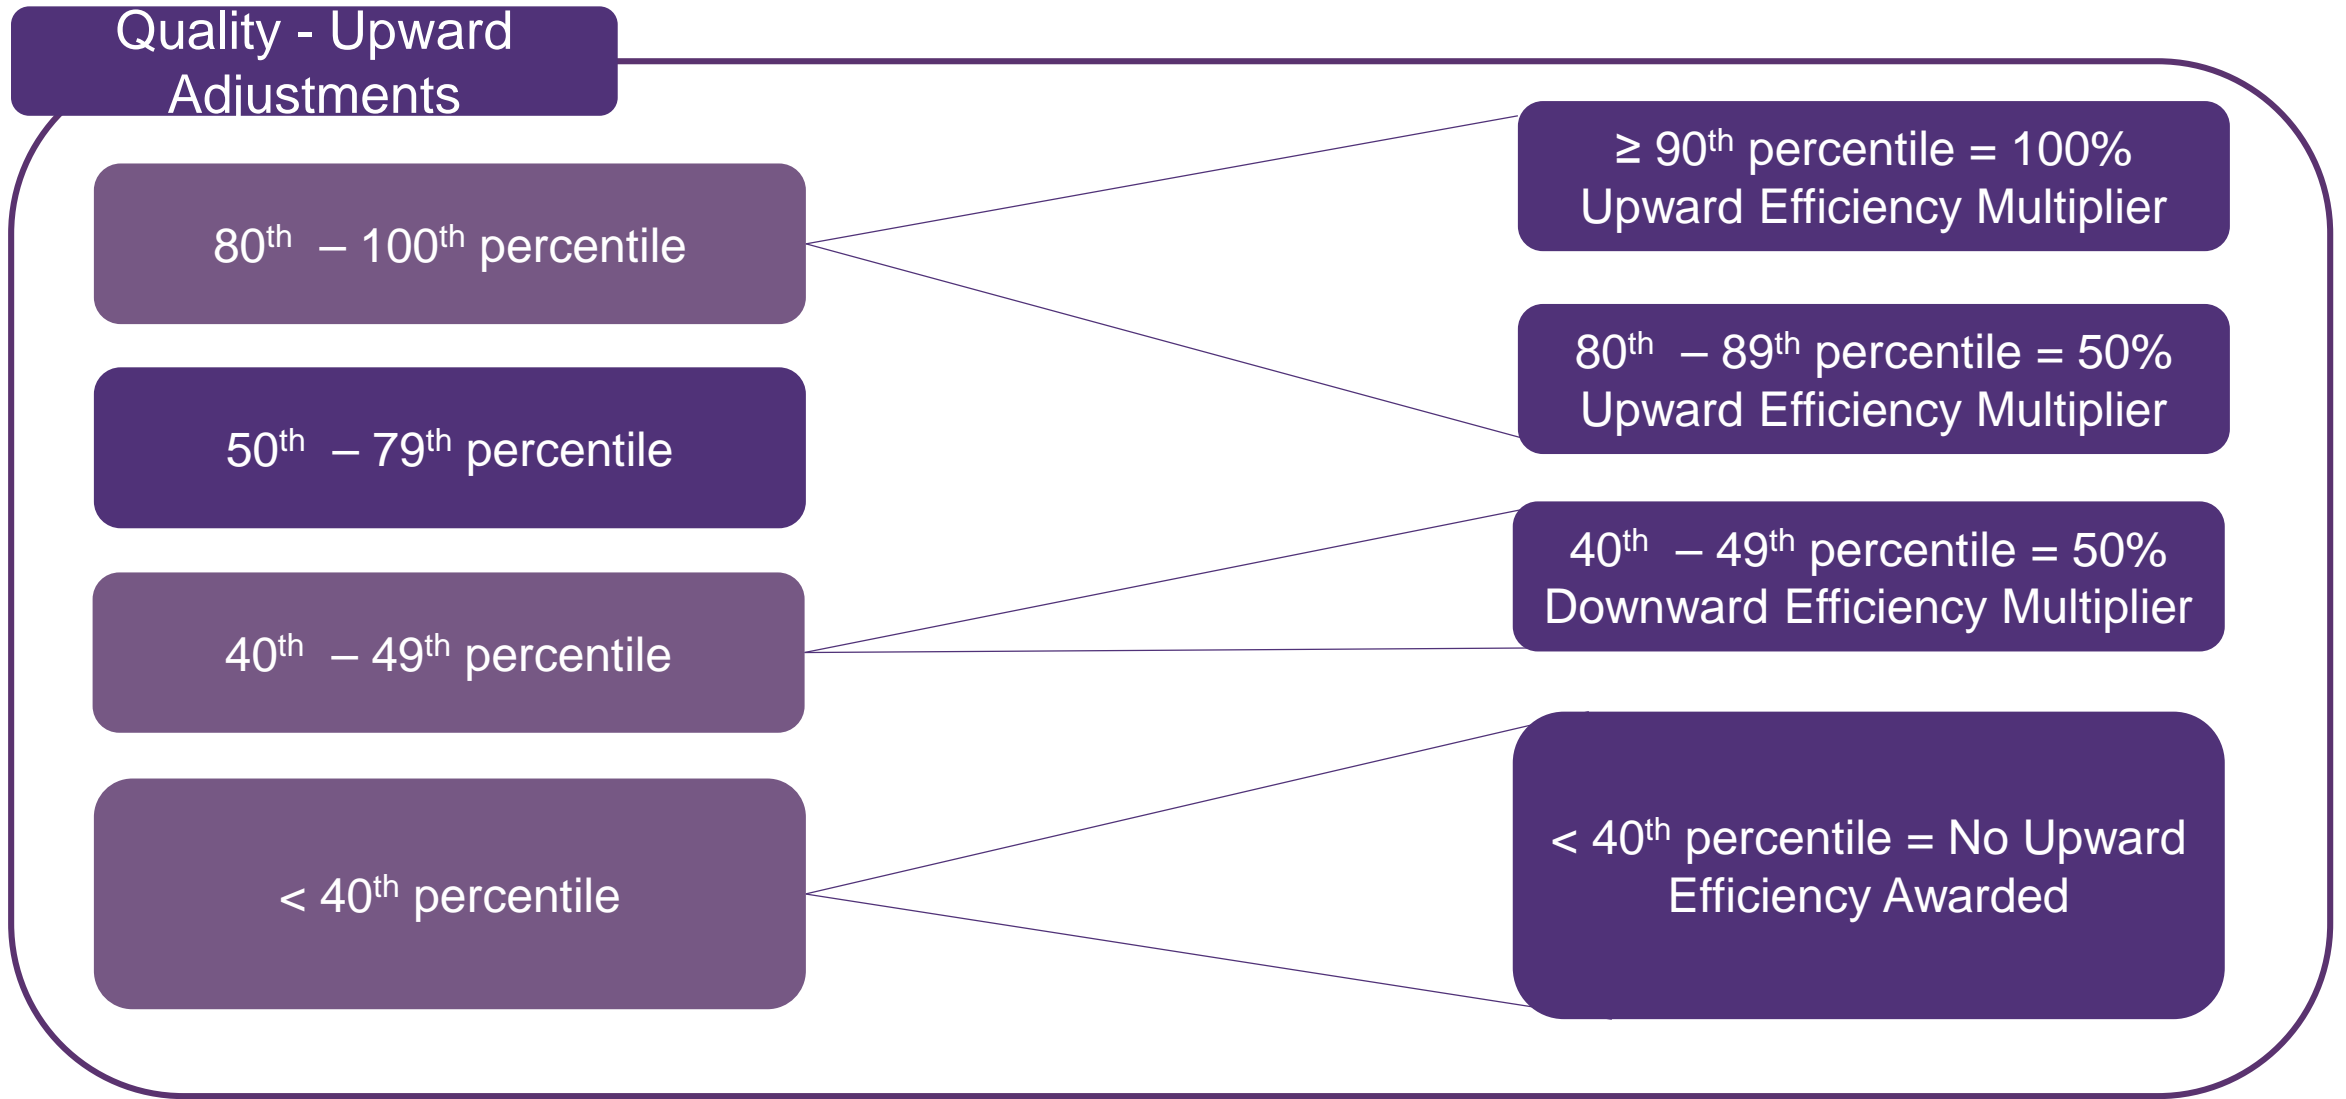 Quality - Upward
Adjustments
80th – 100th percentile
50th – 79th percentile
40th – 49th percentile
< 40th percentile
≥ 90th percentile = 100%
Upward Efficiency Multiplier
80th – 89th percentile = 50%
Upward Efficiency Multiplier
40th – 49th percentile = 50%
Downward Efficiency Multiplier
< 40th percentile = No Upward
Efficiency Awarded